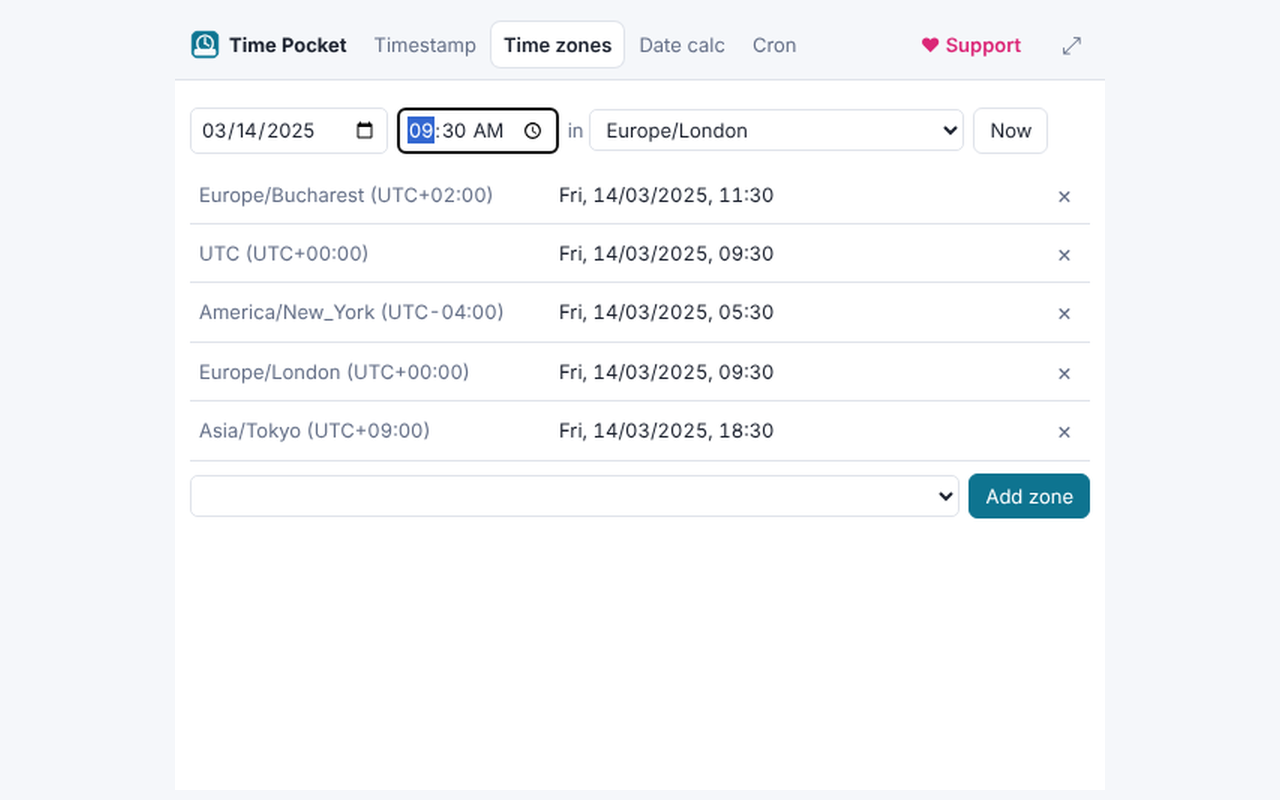 Time Pocket Timestamp Time zones Date calc Cron Support
03/14/2025 09:30 AM in Europe/London Now
Europe/Bucharest (UTC+02:00) Fri, 14/03/2025, 11:30 ×
UTC (UTC+00:00) Fri, 14/03/2025, 09:30 ×
America/New_York (UTC-04:00) Fri, 14/03/2025, 05:30 ×
Europe/London (UTC+00:00) Fri, 14/03/2025, 09:30 ×
Asia/Tokyo (UTC+09:00) Fri, 14/03/2025, 18:30 ×
Add zone